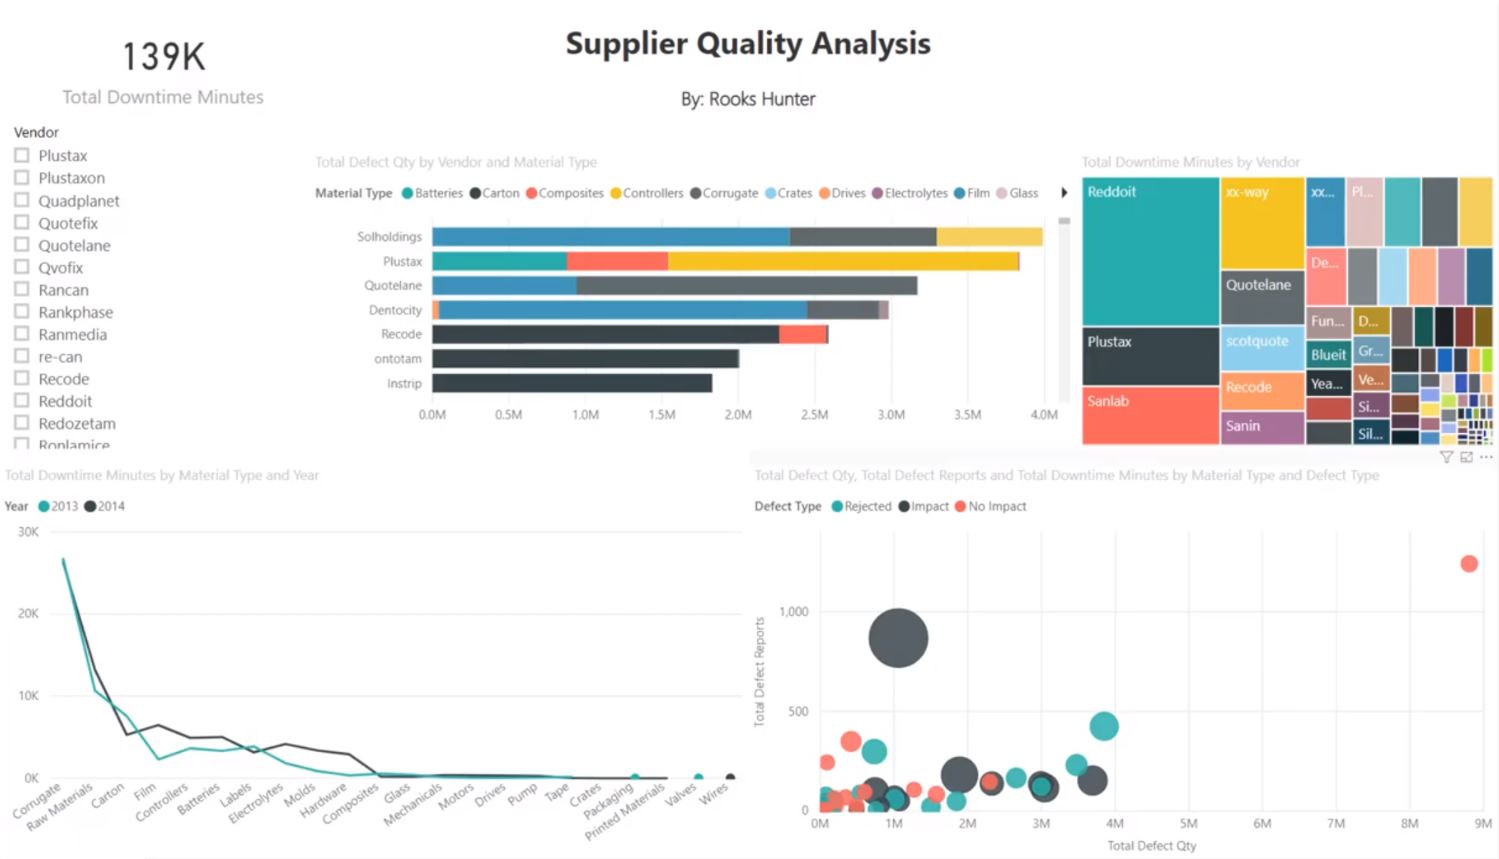 Supplier Quality Analysis
By: Rooks Hunter
139K
Total Downtime Minutes
Vendor
Plustax
Plustaxon
Quadplanet
Quotefix
Quotelane
Qvofix
Rancan
Rankphase
Ranmedia
re-can
Recode
Reddoit
Redozetam
Total Defect Qty by Vendor and Material Type
Material Type Batteries Carton Composites Controllers Corrugate Crates Drives Electrolytes Film Glass
Solholdings
Plustax
Quotelane
Dentocity
Recode
ontotam
Instrip
0.0M 0.5M 1.0M 1.5M 2.0M 2.5M 3.0M 3.5M 4.0M
Total Downtime Minutes by Vendor
Reddoit
Plustax
Sanlab
xx-way
Quotelane
scotquote
Recode
Sanin
xx...
Pl...
De...
Fun...
D...
Blueit
Gr...
Yea...
Ve...
Si...
Sil...
Total Downtime Minutes by Material Type and Year
Year 2013 2014
30K
20K
10K
0K
Corrugate
Raw Materials
Carton
Film
Controllers
Batteries
Labels
Electrolytes
Molds
Hardware
Composites
Glass
Mechanicals
Motors
Drives
Pump
Tape
Crates
Packaging
Printed Materials
Valves
Wires
Total Defect Qty, Total Defect Reports and Total Downtime Minutes by Material Type and Defect Type
Defect Type Rejected Impact No Impact
Total Defect Reports
1,000
500
0
0M 1M 2M 3M 4M 5M 6M 7M 8M 9M
Total Defect Qty